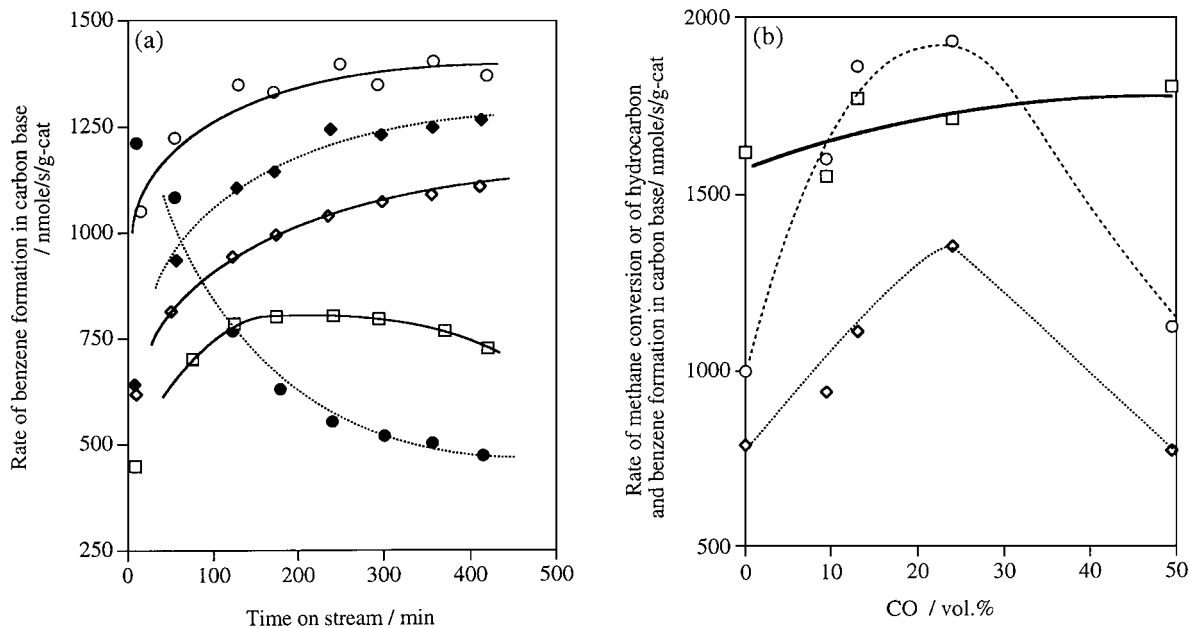 (a)
1500
1250
1000
750
500
250
0
100
200
300
400
500
Time on stream / min
Rate of benzene formation in carbon base
/ nmole/s/g-cat
(b)
2000
1500
1000
500
0
10
20
30
40
50
CO / vol.%
Rate of methane conversion or of hydrocarbon
and benzene formation in carbon base/ nmole/s/g-cat